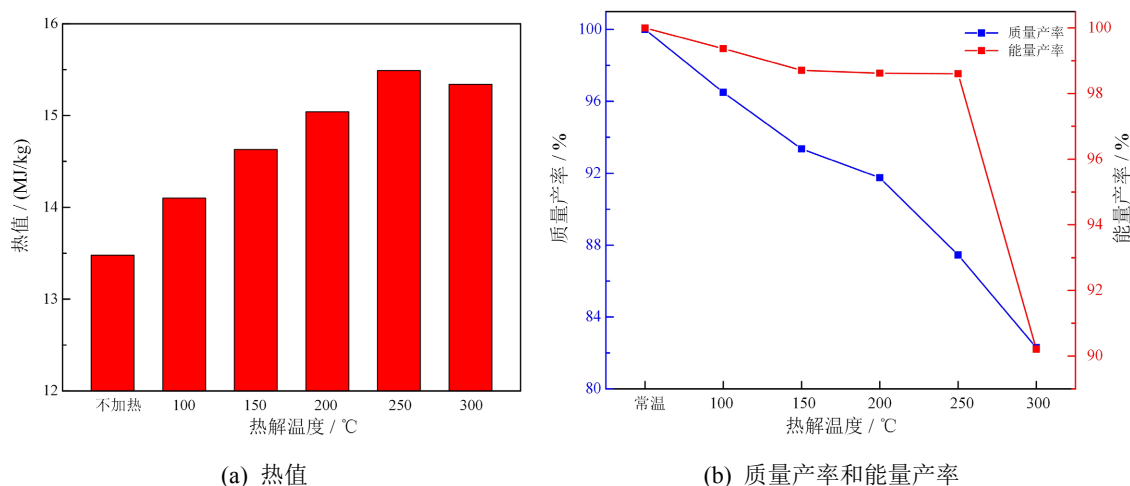 16
15
14
13
12
热值 / (MJ/kg)
不加热 100 150 200 250 300
热解温度 / ℃
(a) 热值
100
96
92
88
84
80
质量产率 / %
质量产率
能量产率
100
98
96
94
92
90
能量产率 / %
常温 100 150 200 250 300
热解温度 / ℃
(b) 质量产率和能量产率